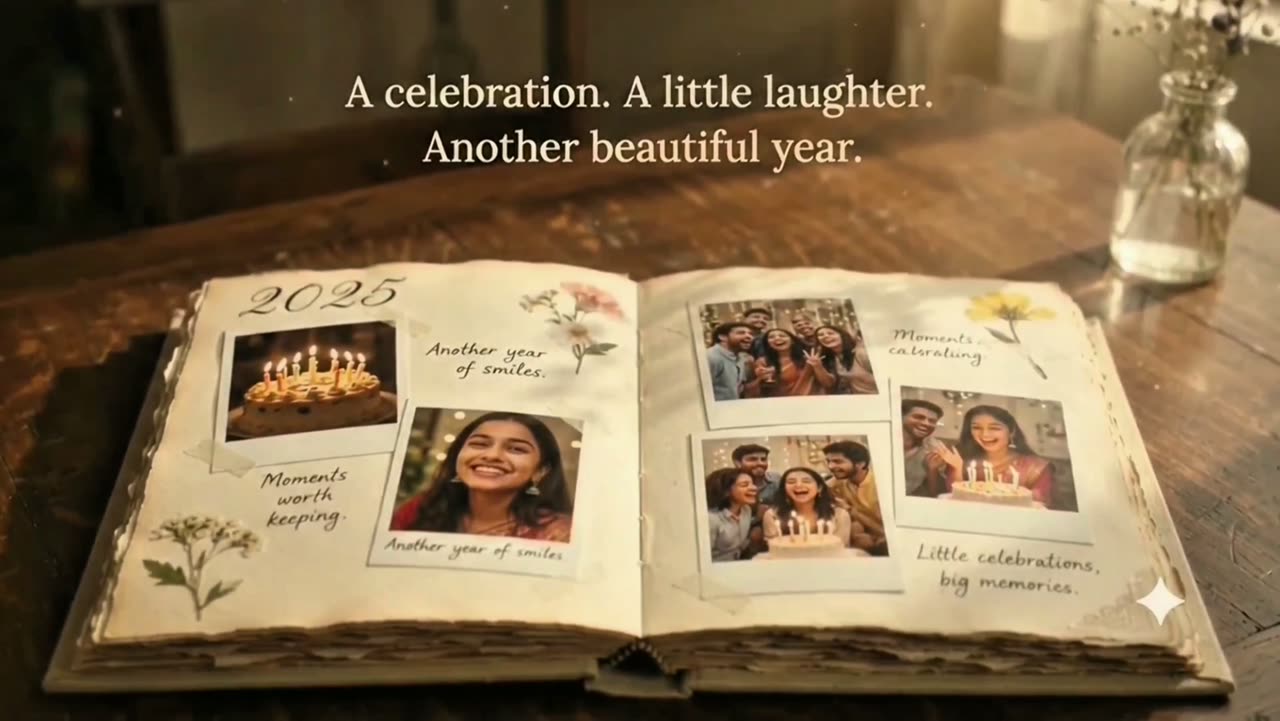 A celebration. A little laughter.
Another beautiful year.
2025
Another year
of smiles.
Moments
worth
keeping.
Another year of smiles
Moments
calsralung.
Little celebrations,
big memories.